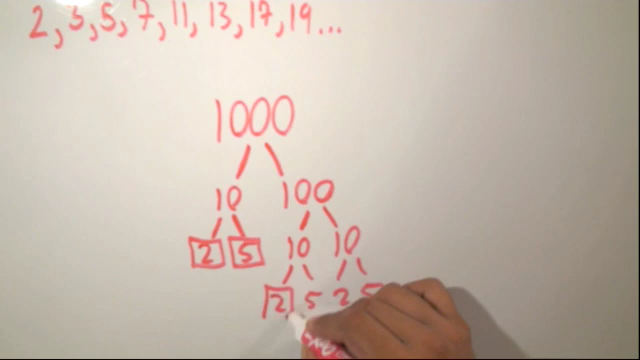 2, 3, 5, 7, 11, 13, 17, 19...
1000
10 100
2 5 10 10
2 5 2 5